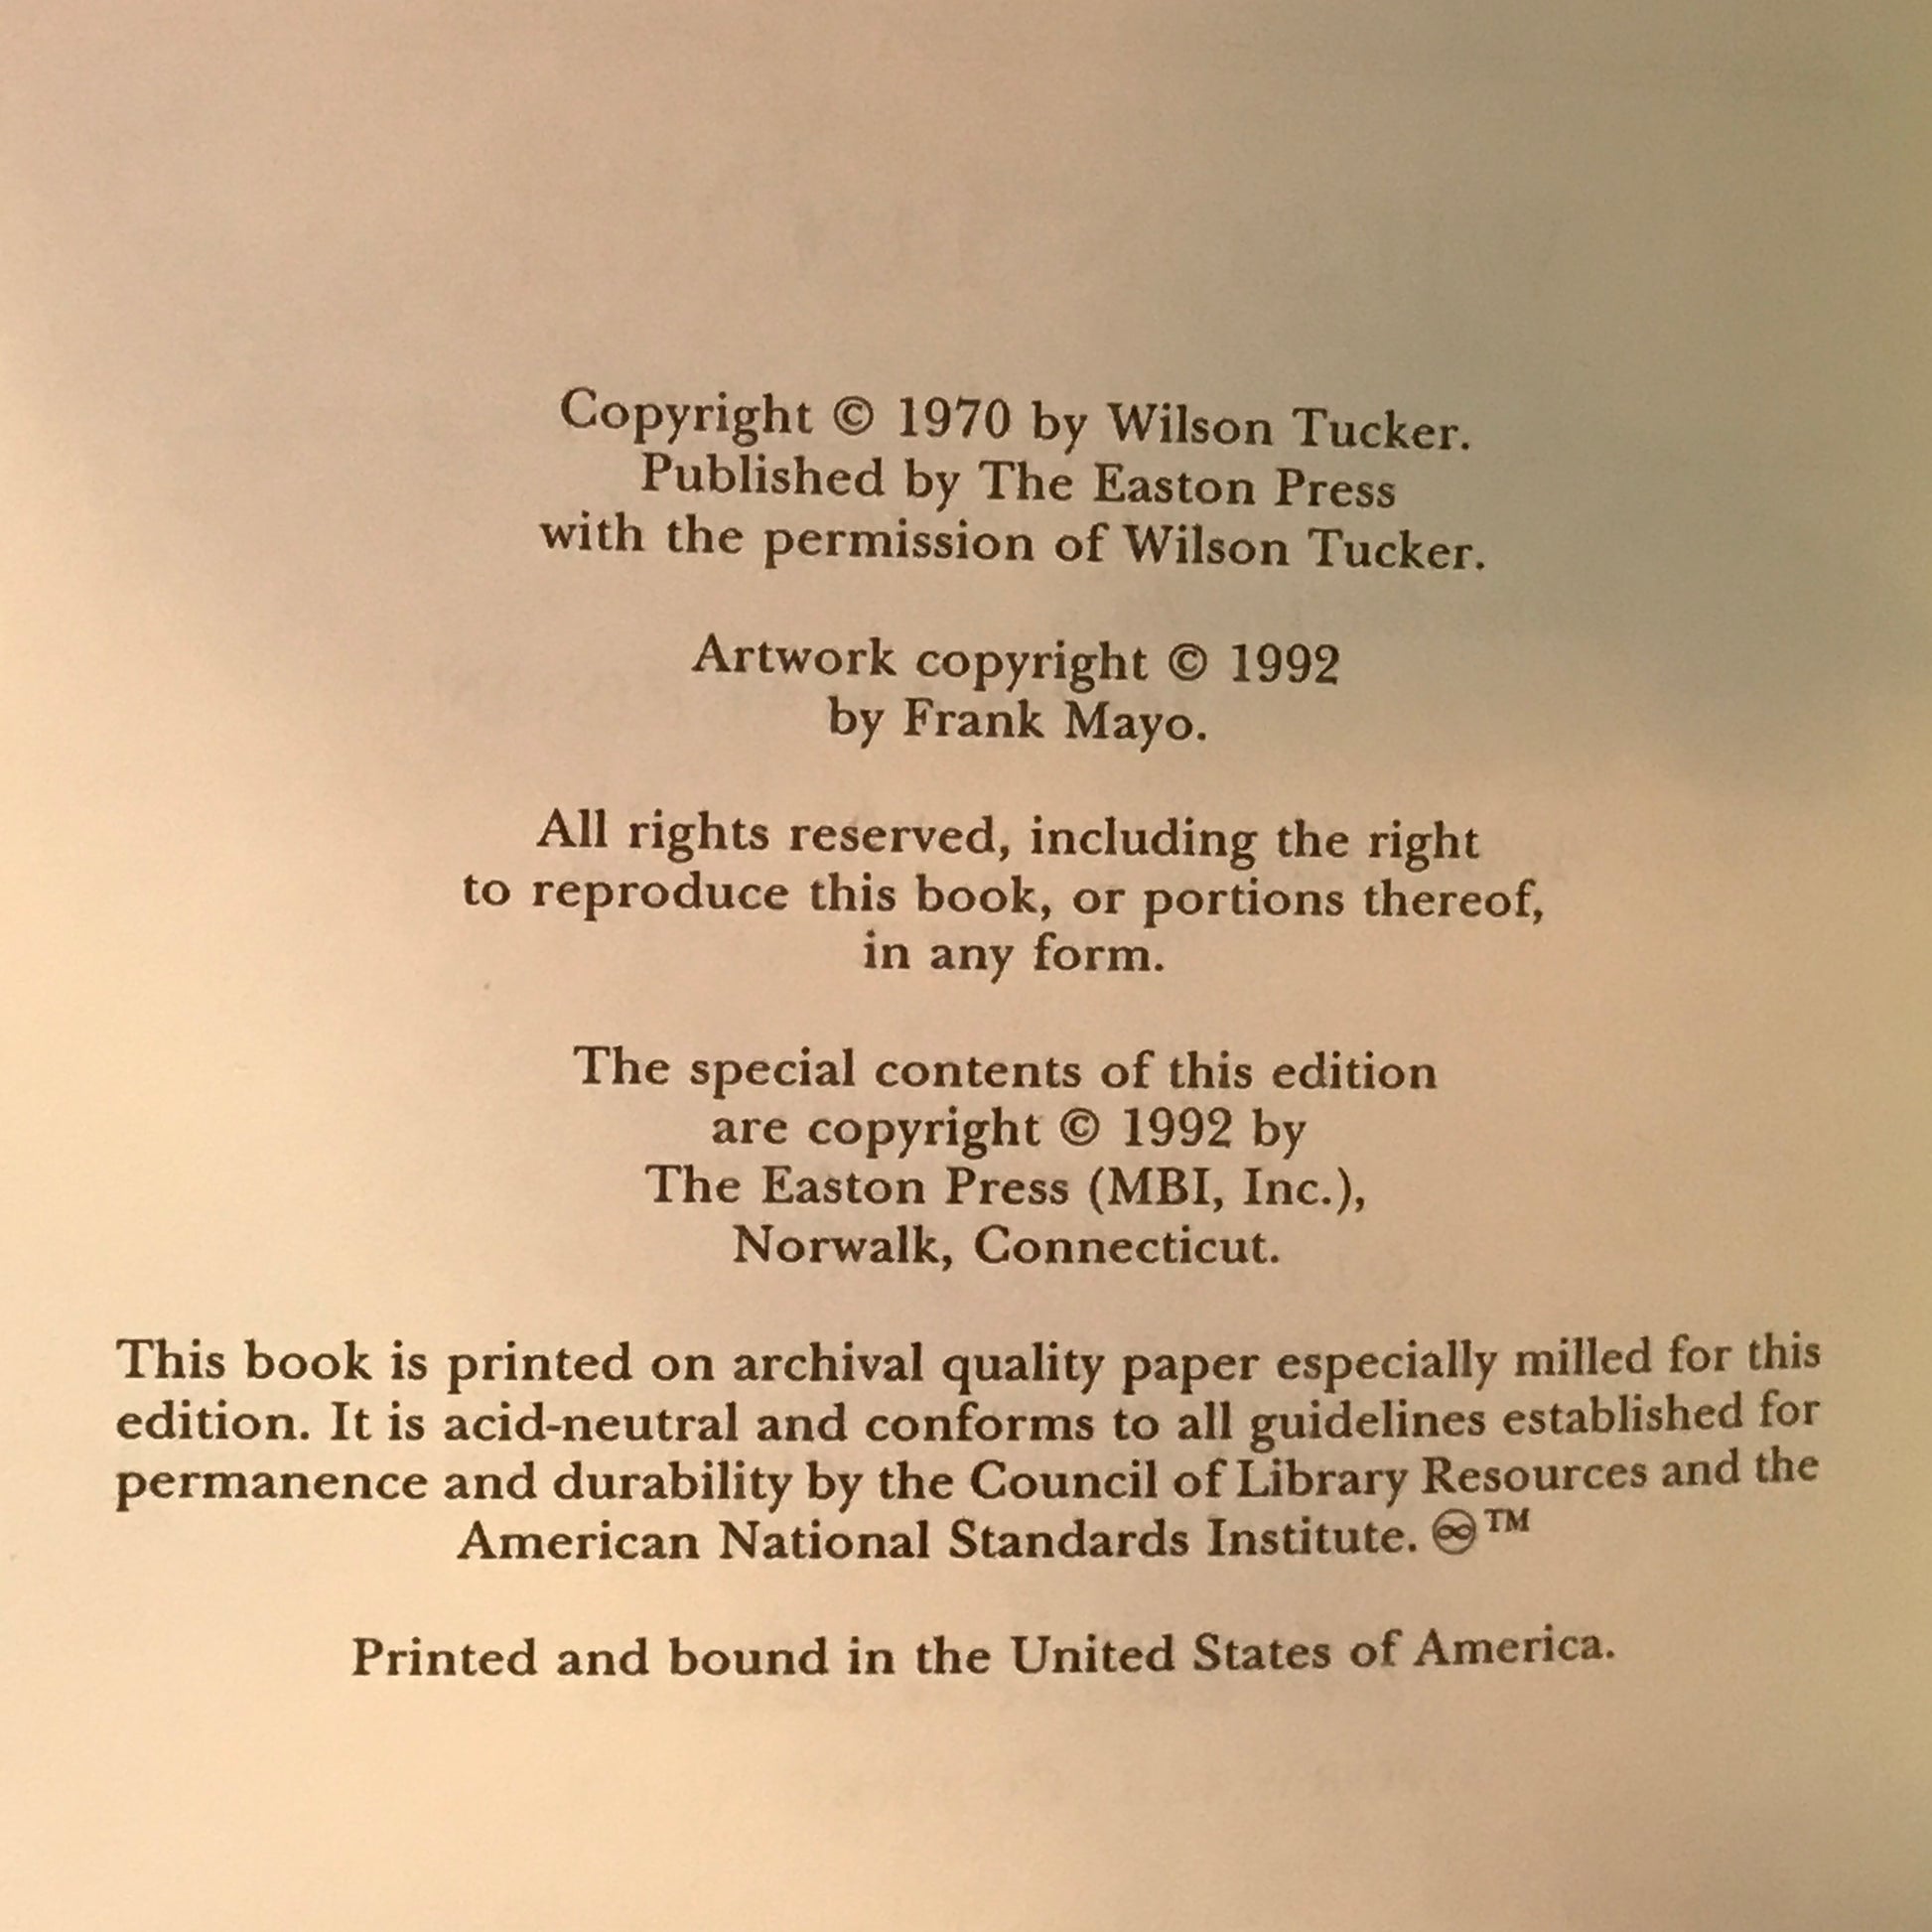 Copyright © 1970 by Wilson Tucker.
Published by The Easton Press
with the permission of Wilson Tucker.
Artwork copyright © 1992
by Frank Mayo.
All rights reserved, including the right
to reproduce this book, or portions thereof,
in any form.
The special contents of this edition
are copyright © 1992 by
The Easton Press (MBI, Inc.),
Norwalk, Connecticut.
This book is printed on archival quality paper especially milled for this
edition. It is acid-neutral and conforms to all guidelines established for
permanence and durability by the Council of Library Resources and the
American National Standards Institute. ♾™
Printed and bound in the United States of America.